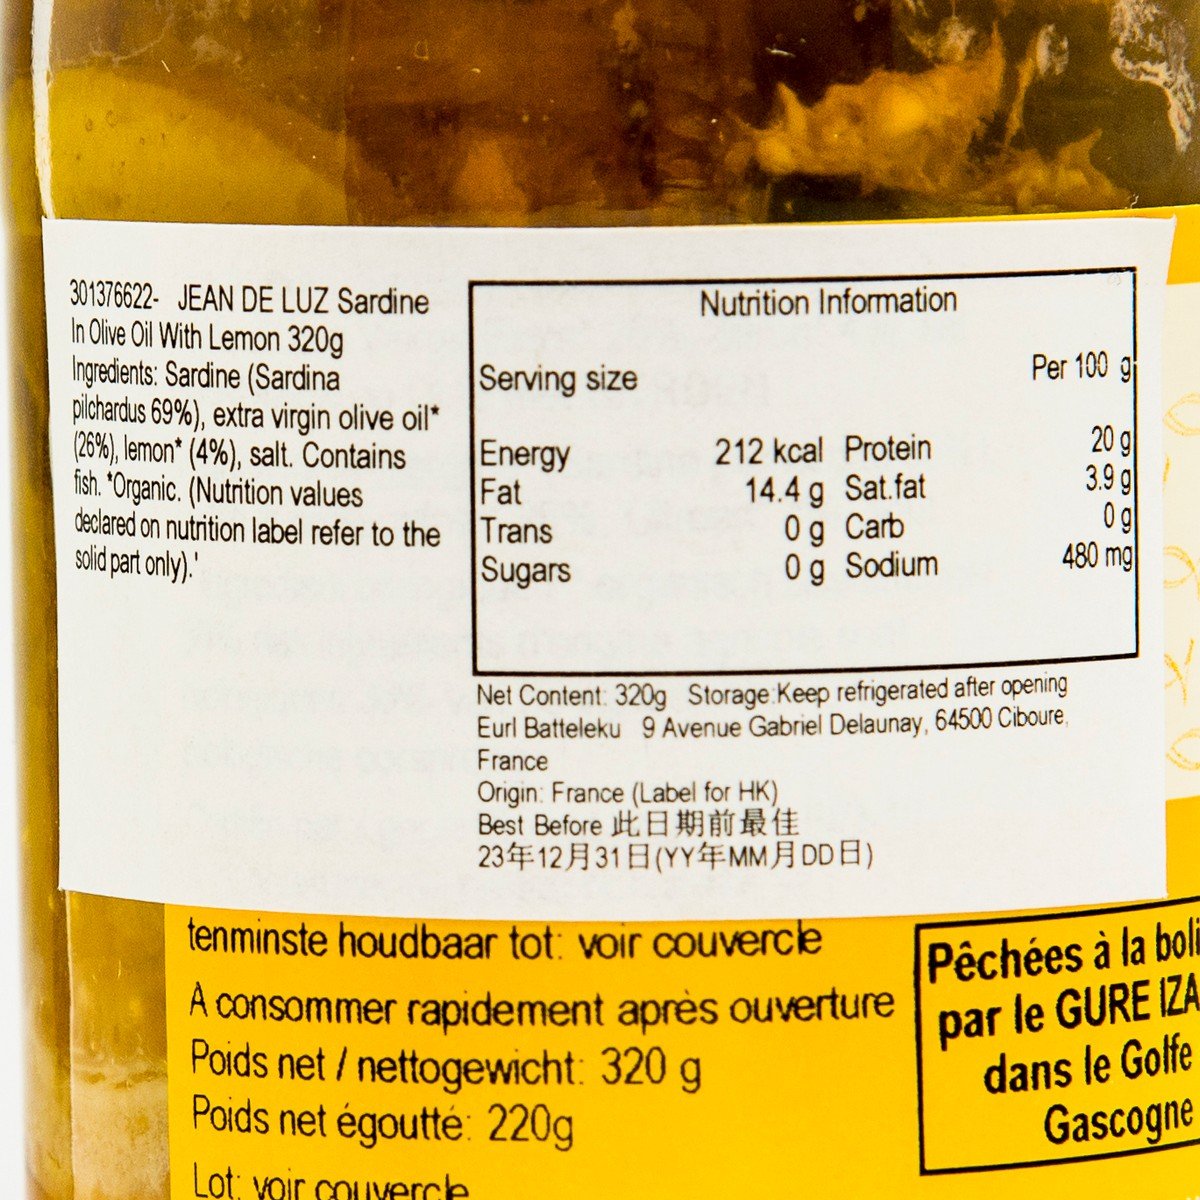 301376622- JEAN DE LUZ Sardine
In Olive Oil With Lemon 320g
Ingredients: Sardine (Sardina
pilchardus 69%), extra virgin olive oil*
(26%), lemon* (4%), salt. Contains
fish. *Organic. (Nutrition values
declared on nutrition label refer to the
solid part only).'
Nutrition Information
Serving size Per 100 g
Energy 212 kcal Protein 20 g
Fat 14.4 g Sat.fat 3.9 g
Trans 0 g Carb 0 g
Sugars 0 g Sodium 480 mg
Net Content: 320g Storage:Keep refrigerated after opening
Eurl Batteleku 9 Avenue Gabriel Delaunay, 64500 Ciboure,
France
Origin: France (Label for HK)
Best Before 此日期前最佳
23年12月31日(YY年MM月DD日)
tenminste houdbaar tot: voir couvercle
A consommer rapidement après ouverture
Poids net / nettogewicht: 320 g
Poids net égoutté: 220g
Lot: voir couvercle
Pêchées à la boli
par le GURE IZA
dans le Golfe
Gascogne